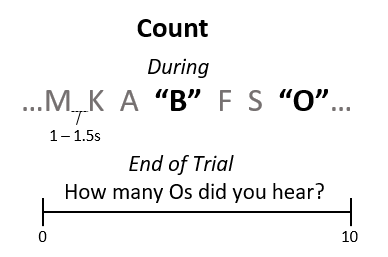 Count
During
...M K A “B” F S “O”...
1 – 1.5s
End of Trial
How many Os did you hear?
0 10